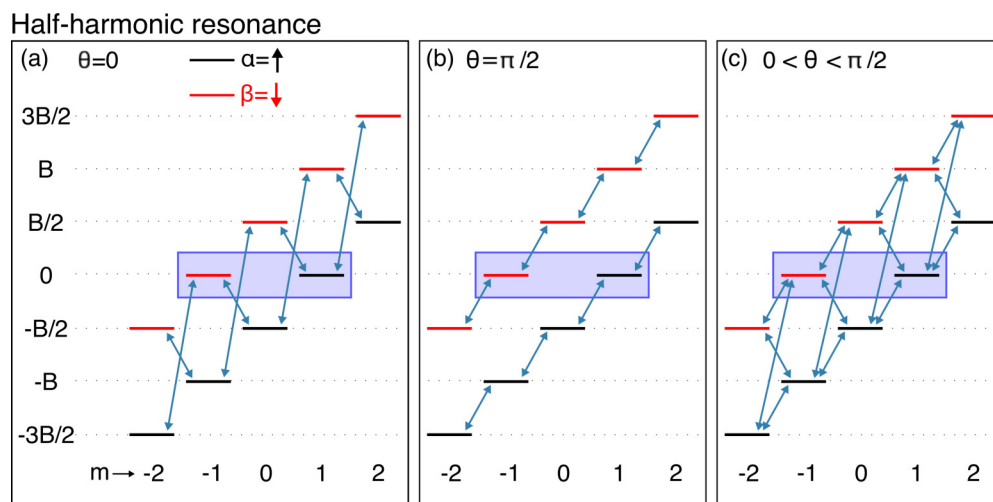 Half-harmonic resonance
(a) θ=0 α=↑
β=↓
(b) θ=π/2
(c) 0 < θ < π/2
3B/2
B
B/2
0
-B/2
-B
-3B/2
m→ -2 -1 0 1 2
-2 -1 0 1 2
-2 -1 0 1 2